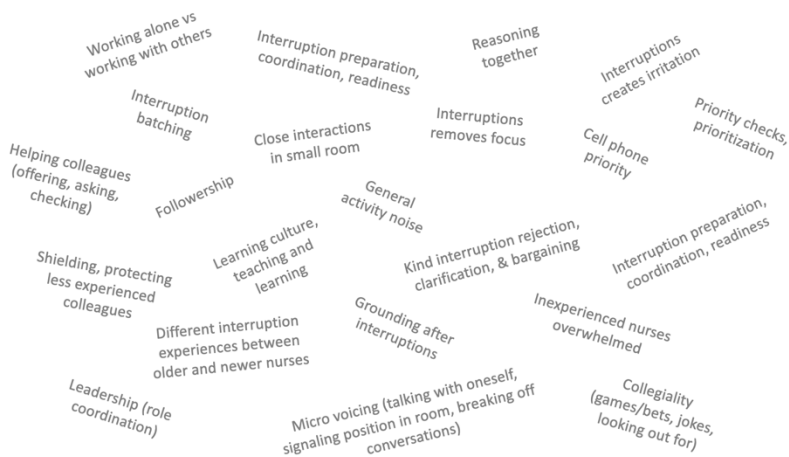 Working alone vs
working with others
Interruption preparation,
coordination, readiness
Reasoning
together
Interruptions
creates irritation
Interruption
batching
Close interactions
in small room
Interruptions
removes focus
Cell phone
priority
Priority checks,
prioritization
Helping colleagues
(offering, asking,
checking)
Followership
General
activity noise
Learning culture,
teaching and
learning
Kind interruption rejection,
clarification, & bargaining
Interruption preparation,
coordination, readiness
Shielding, protecting
less experienced
colleagues
Different interruption
experiences between
older and newer nurses
Grounding after
interruptions
Inexperienced nurses
overwhelmed
Leadership (role
coordination)
Micro voicing (talking with oneself,
signaling position in room, breaking off
conversations)
Collegiality
(games/bets, jokes,
looking out for)